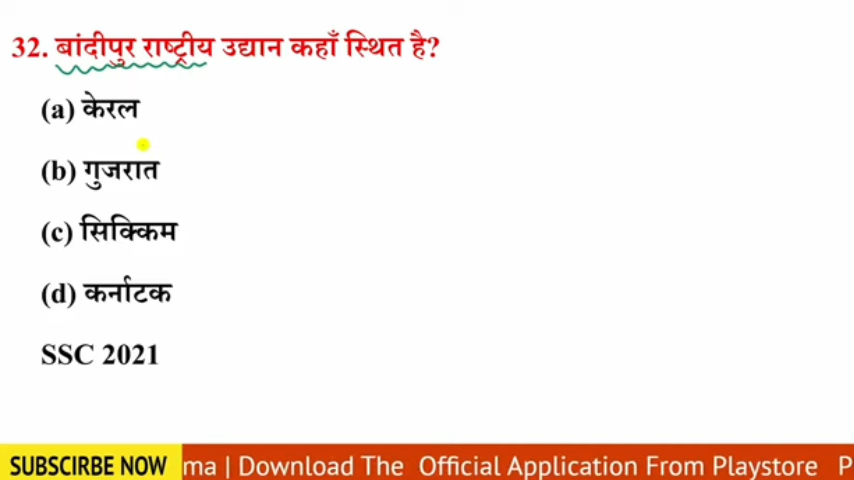 32. बांदीपुर राष्ट्रीय उद्यान कहाँ स्थित है?
(a) केरल
(b) गुजरात
(c) सिक्किम
(d) कर्नाटक
SSC 2021
SUBSCIRBE NOW ma | Download The Official Application From Playstore P